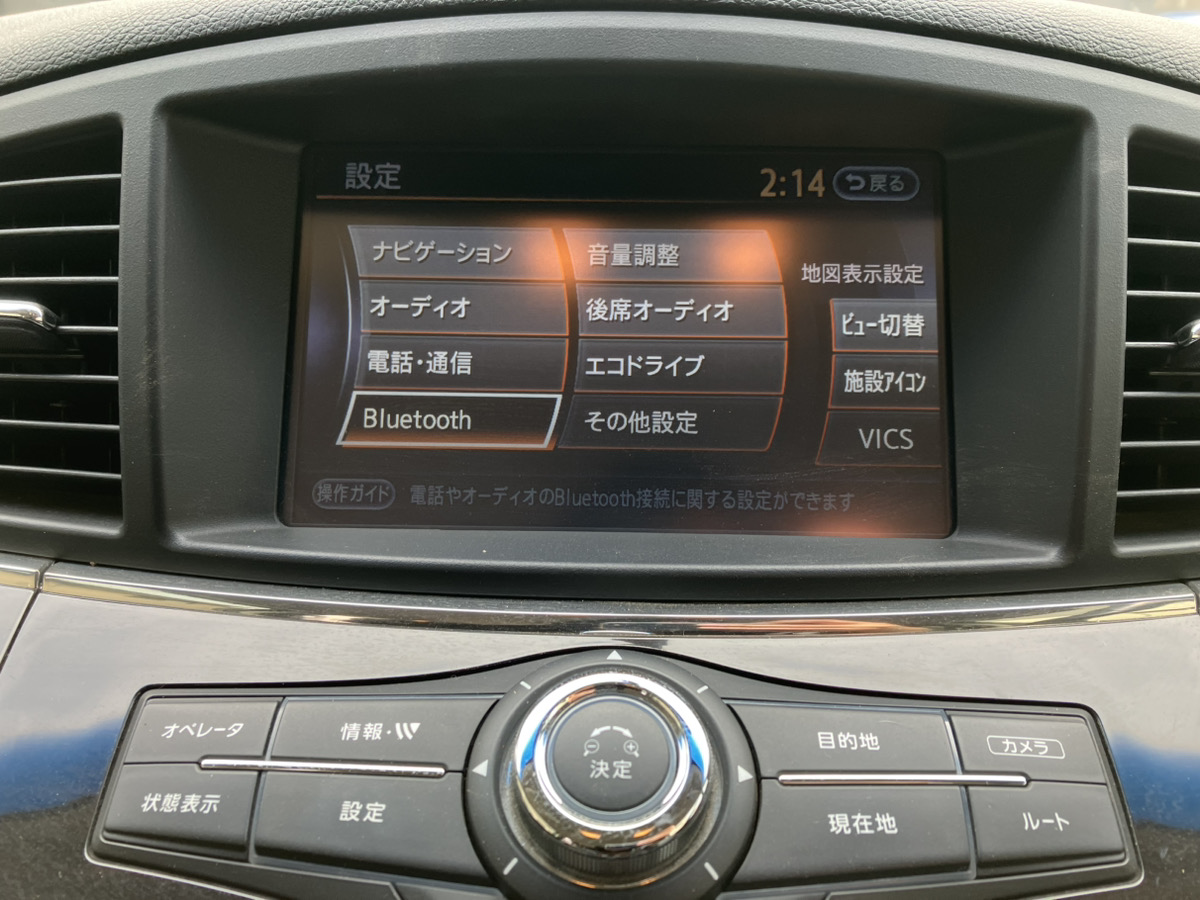 設定
2:14 戻る
ナビゲーション 音量調整
地図表示設定
オーディオ 後席オーディオ
ビュー切替
電話・通信 エコドライブ
施設アイコン
Bluetooth その他設定
VICS
操作ガイド 電話やオーディオのBluetooth接続に関する設定ができます
オペレータ 情報・
目的地 カメラ
決定
状態表示 設定
現在地 ルート